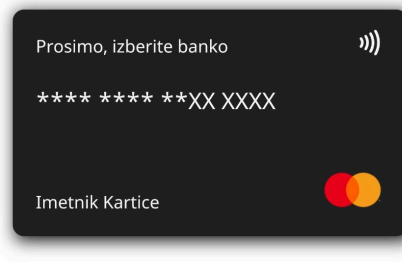 Prosimo, izberite banko
**** **** **XX XXXX
Imetnik Kartice